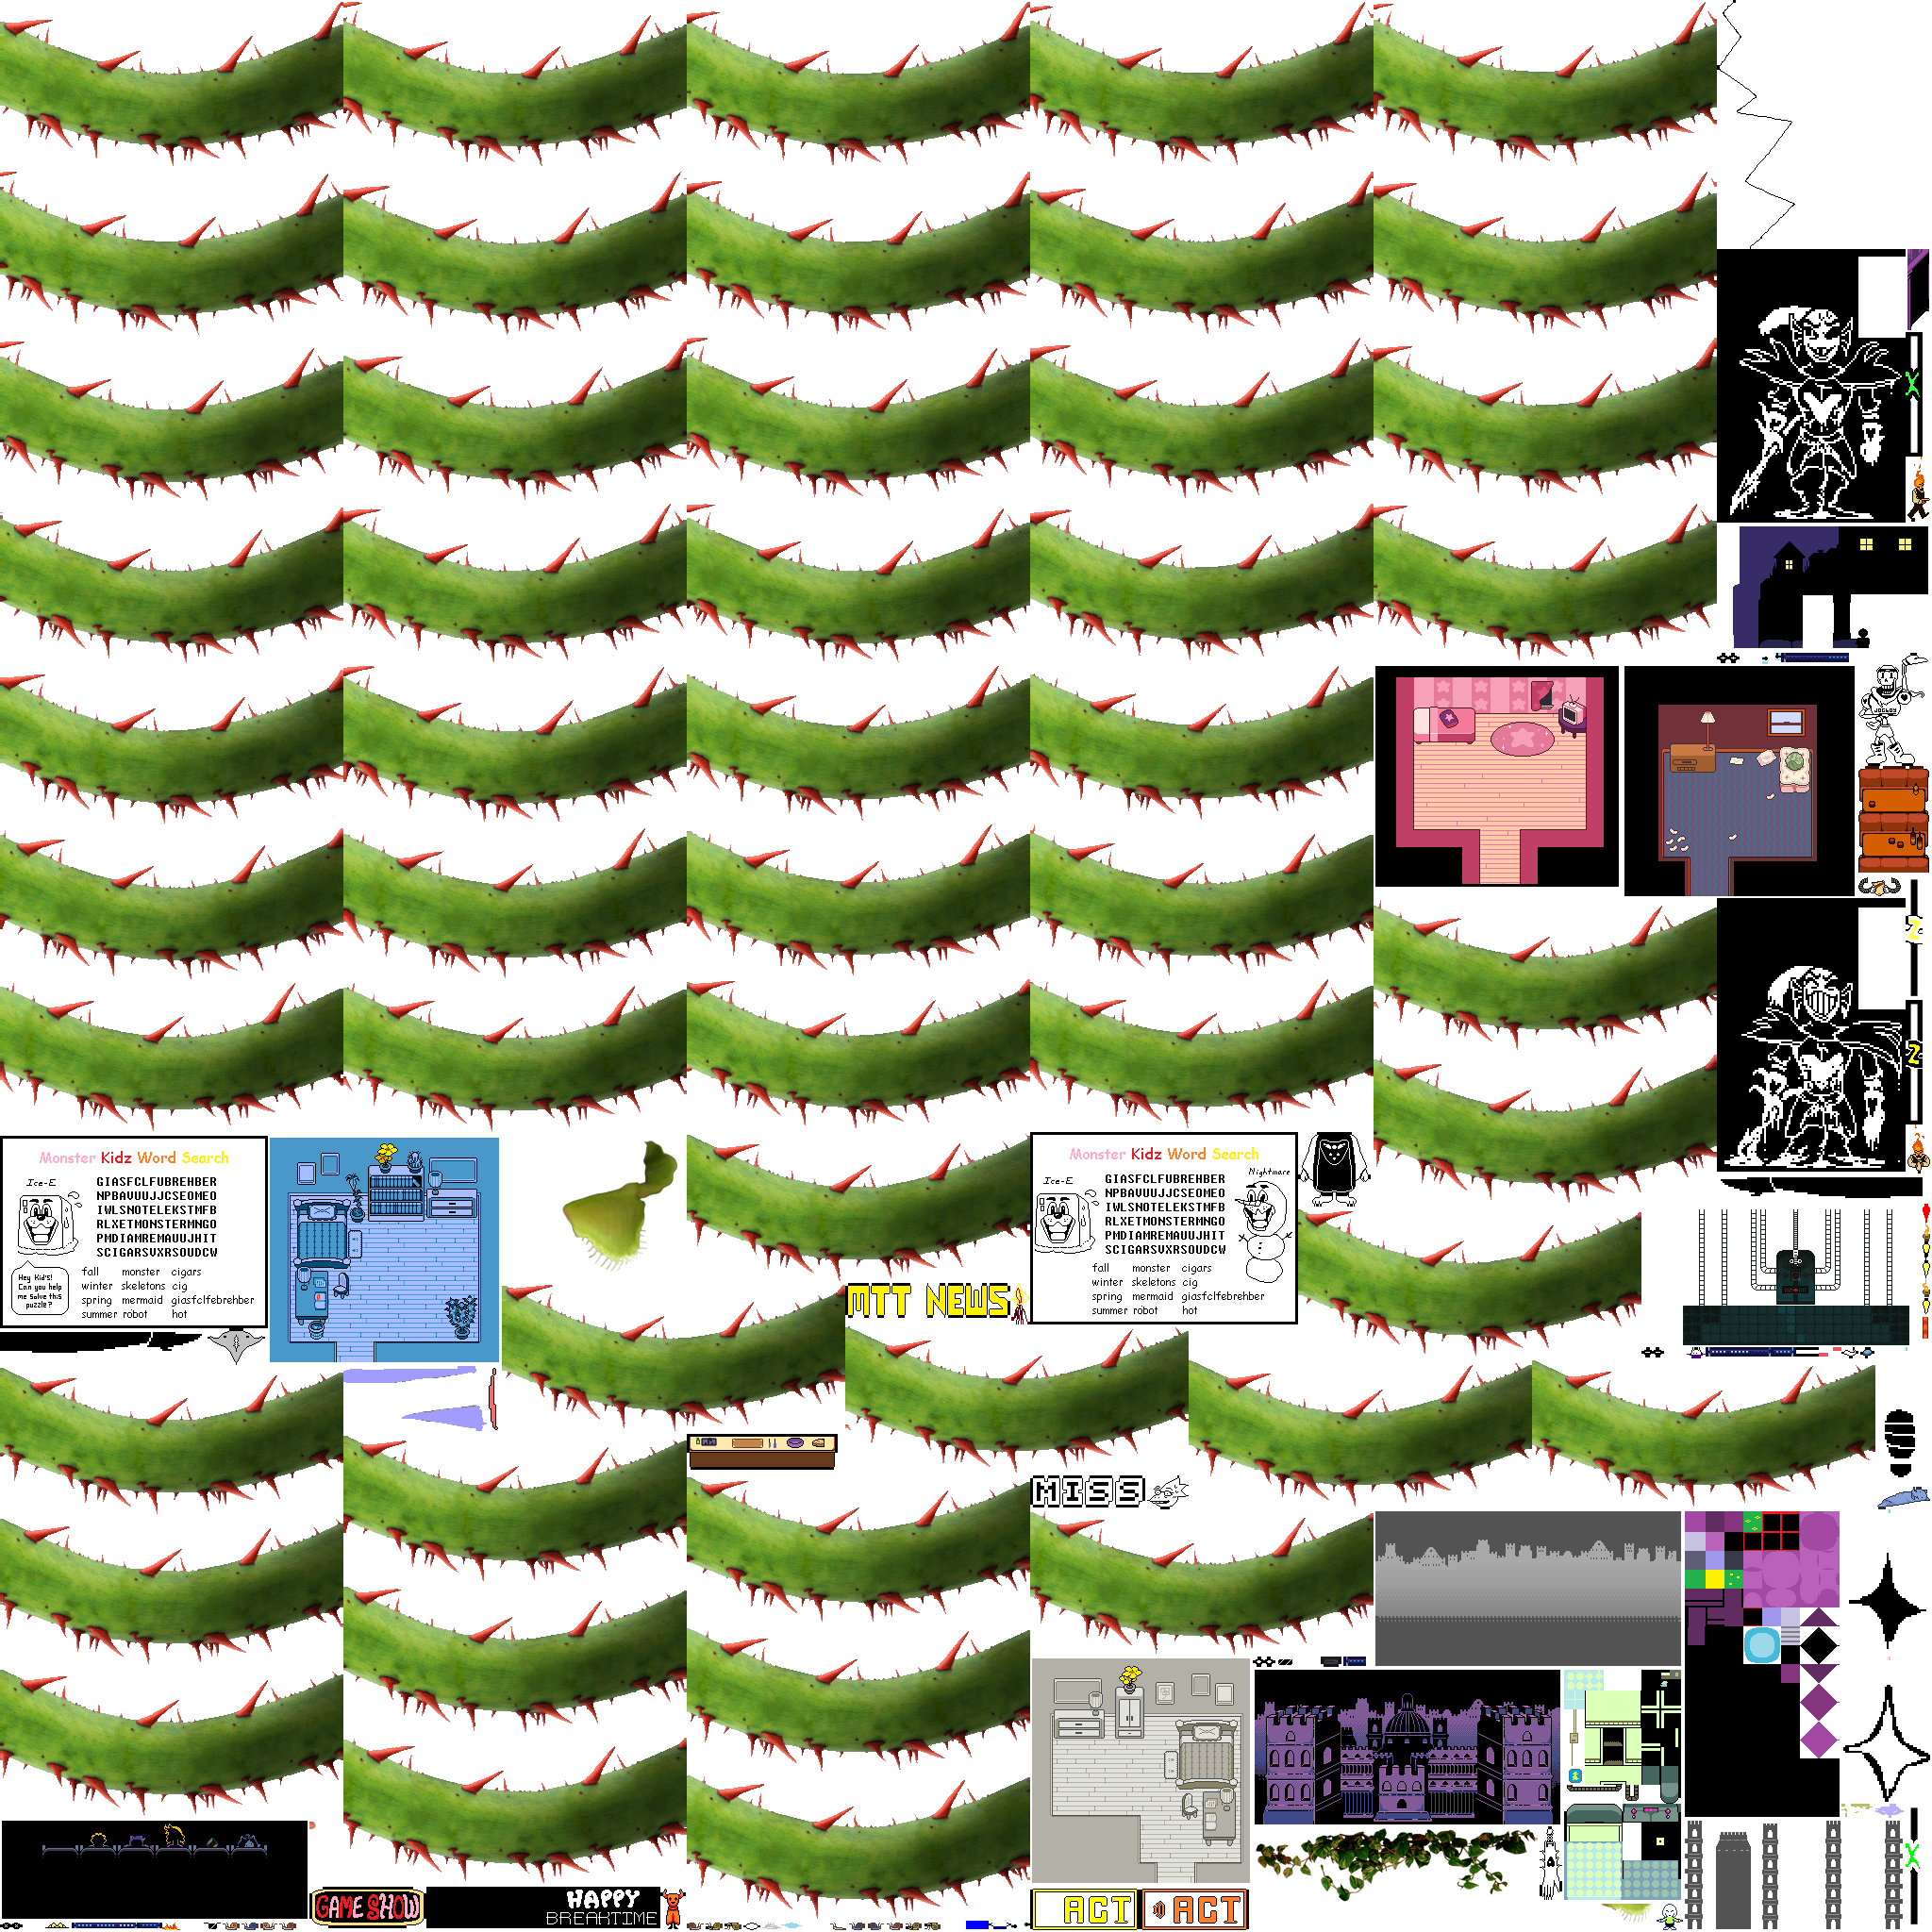 JOGBOY
Z
Z
Monster Kidz Word Search
Ice-E
GIASFCLFUBREHBER
NPBAVUUJJCSEOMEO
IWLSNOTELEKSTMFB
RLXETMONSTERMNGO
PMDIAMREMAUUJHIT
SCIGARSVXRSOUDCW
Hey Kids!
Can you help
me Solve this
puzzle?
fall monster cigars
winter skeletons cig
spring mermaid giasfclfebrehber
summer robot hot
MTT NEWS
Monster Kidz Word Search
Ice-E
Nightmare
GIASFCLFUBREHBER
NPBAVUUJJCSEOMEO
IWLSNOTELEKSTMFB
RLXETMONSTERMNGO
PMDIAMREMAUUJHIT
SCIGARSVXRSOUDCW
fall monster cigars
winter skeletons cig
spring mermaid giasfclfebrehber
summer robot hot
MISS
GAME SHOW
HAPPY
BREAKTIME
ACT
ACT